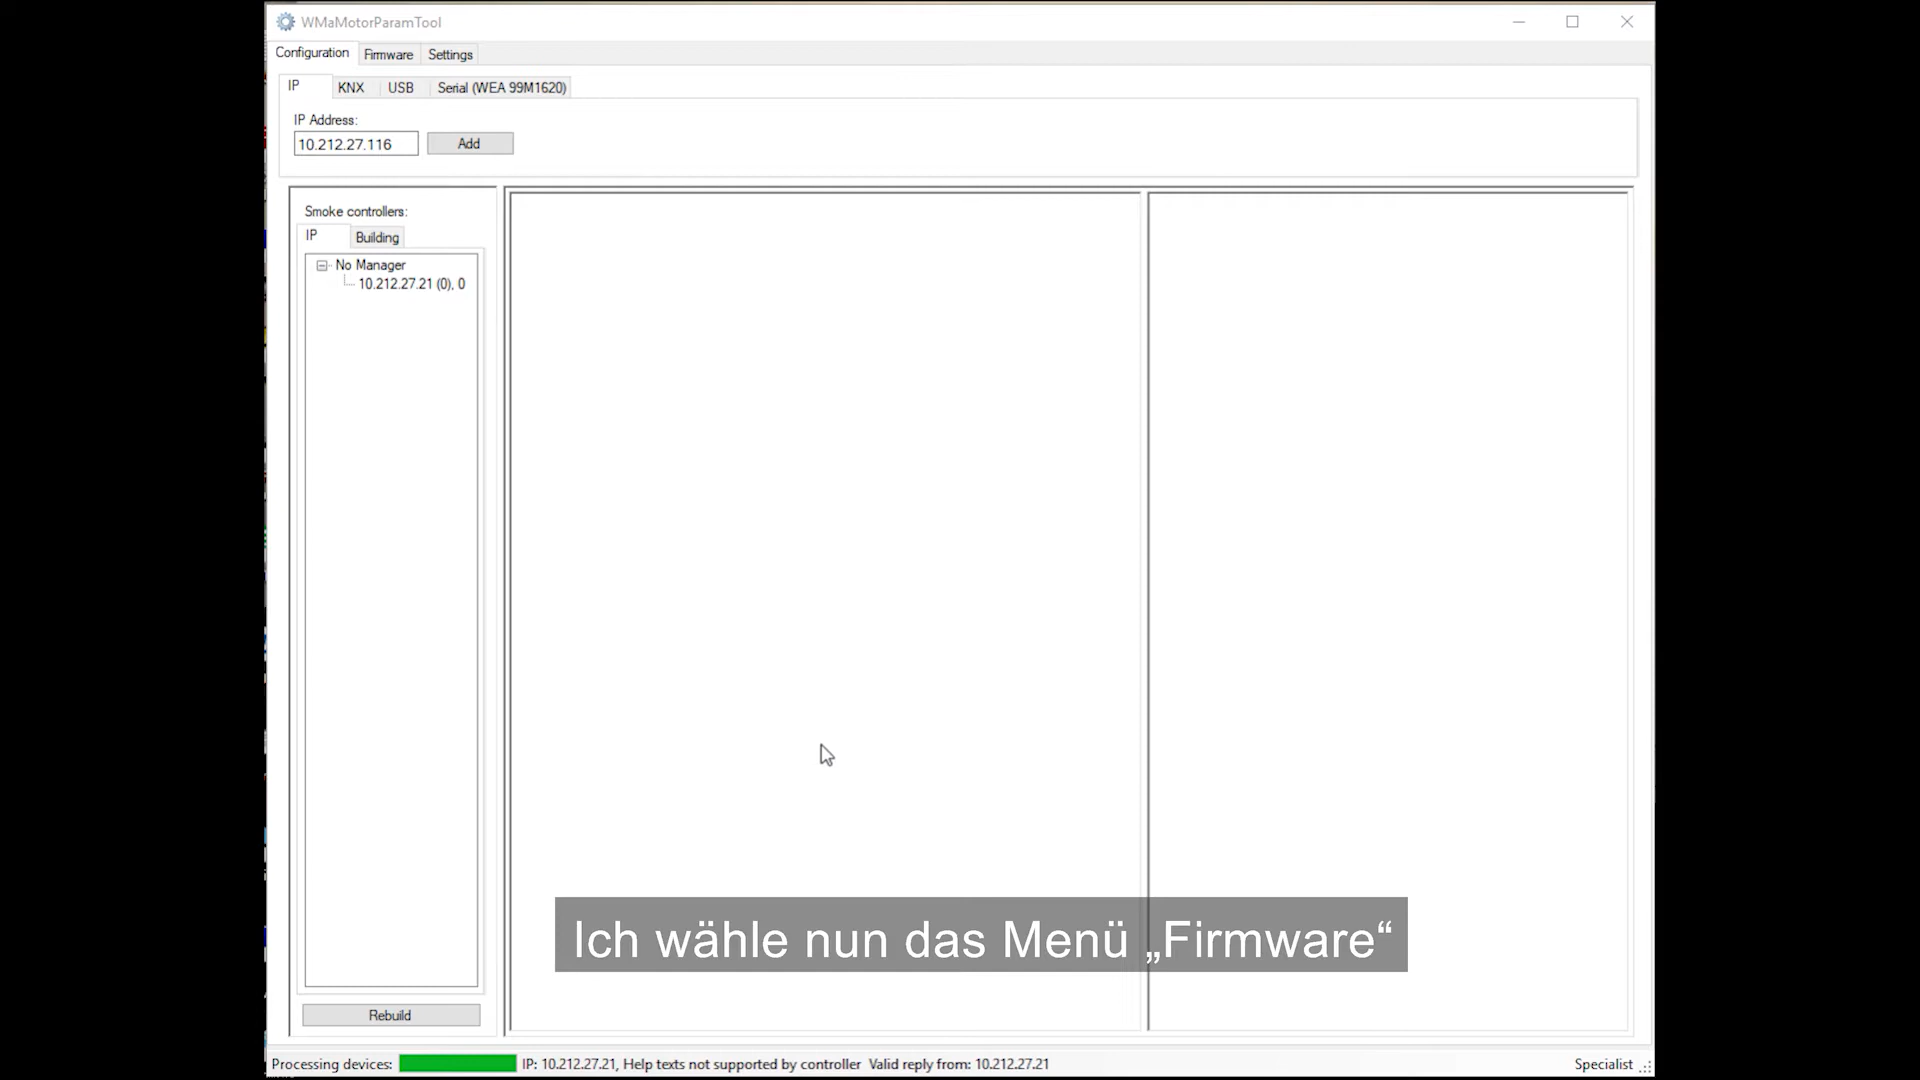 WMaMotorParamTool
Configuration Firmware Settings
IP KNX USB Serial (WEA 99M1620)
IP Address:
10.212.27.116 Add
Smoke controllers:
IP Building
No Manager
10.212.27.21 (0), 0
Ich wähle nun das Menü „Firmware“
Rebuild
Processing devices: IP: 10.212.27.21, Help texts not supported by controller Valid reply from: 10.212.27.21 Specialist